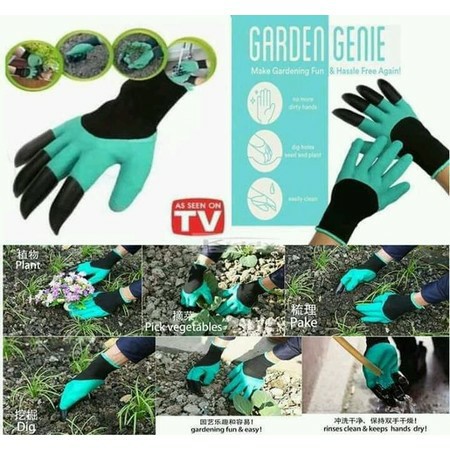 GARDEN GENIE
Make Gardening Fun & Hassle Free Again!
no more
dirty hands
dig holes
seed and plant
easily clean
AS SEEN ON
TV
植物
Plant
摘菜
Pick vegetables
梳理
Pake
挖掘
Dig
园艺乐趣和容易!
gardening fun & easy!
冲洗干净、保持双手干燥!
rinses clean & keeps hands dry!